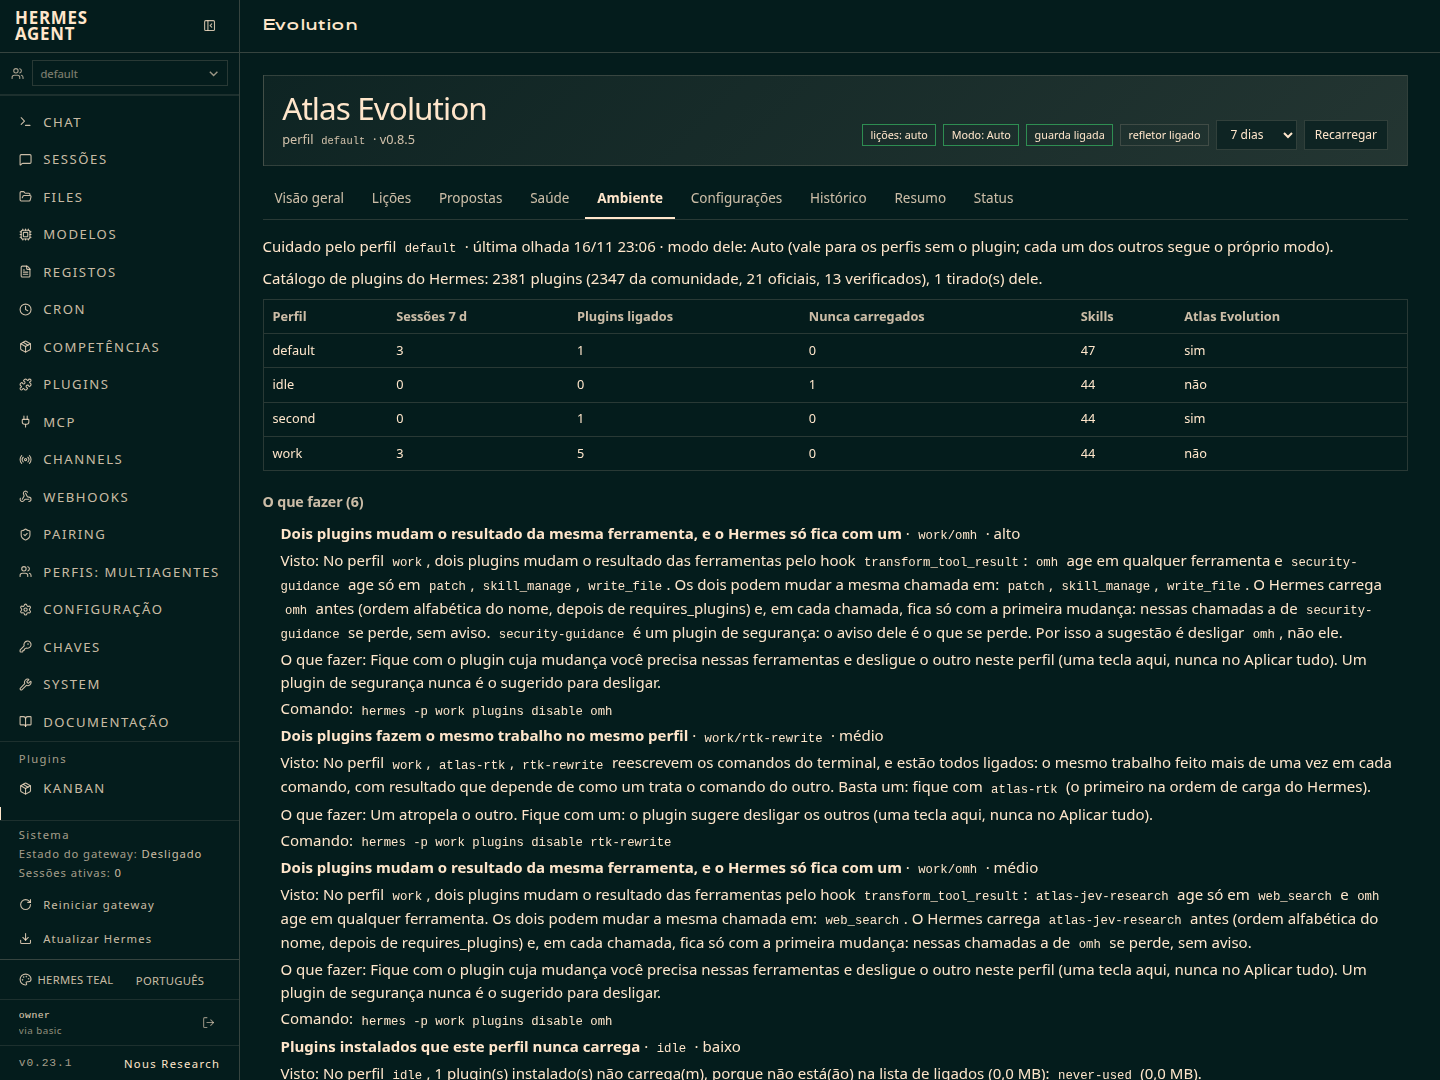 HERMES
AGENT
default
CHAT
SESSÕES
FILES
MODELOS
REGISTOS
CRON
COMPETÊNCIAS
PLUGINS
MCP
CHANNELS
WEBHOOKS
PAIRING
PERFIS: MULTIAGENTES
CONFIGURAÇÃO
CHAVES
SYSTEM
DOCUMENTAÇÃO
Plugins
KANBAN
Sistema
Estado do gateway: Desligado
Sessões ativas: 0
Reiniciar gateway
Atualizar Hermes
HERMES TEAL PORTUGUÊS
owner
via basic
v0.23.1 Nous Research
Evolution
Atlas Evolution
perfil default · v0.8.5
lições: auto Modo: Auto guarda ligada refletor ligado 7 dias Recarregar
Visão geral Lições Propostas Saúde Ambiente Configurações Histórico Resumo Status
Cuidado pelo perfil default · última olhada 16/11 23:06 · modo dele: Auto (vale para os perfis sem o plugin; cada um dos outros segue o próprio modo).
Catálogo de plugins do Hermes: 2381 plugins (2347 da comunidade, 21 oficiais, 13 verificados), 1 tirado(s) dele.
Perfil Sessões 7 d Plugins ligados Nunca carregados Skills Atlas Evolution
default 3 1 0 47 sim
idle 0 0 1 44 não
second 0 1 0 44 sim
work 3 5 0 44 não
O que fazer (6)
Dois plugins mudam o resultado da mesma ferramenta, e o Hermes só fica com um · work/omh · alto
Visto: No perfil work, dois plugins mudam o resultado das ferramentas pelo hook transform_tool_result: omh age em qualquer ferramenta e security-
guidance age só em patch, skill_manage, write_file. Os dois podem mudar a mesma chamada em: patch, skill_manage, write_file. O Hermes carrega
omh antes (ordem alfabética do nome, depois de requires_plugins) e, em cada chamada, fica só com a primeira mudança: nessas chamadas a de security-
guidance se perde, sem aviso. security-guidance é um plugin de segurança: o aviso dele é o que se perde. Por isso a sugestão é desligar omh, não ele.
O que fazer: Fique com o plugin cuja mudança você precisa nessas ferramentas e desligue o outro neste perfil (uma tecla aqui, nunca no Aplicar tudo). Um
plugin de segurança nunca é o sugerido para desligar.
Comando: hermes -p work plugins disable omh
Dois plugins fazem o mesmo trabalho no mesmo perfil · work/rtk-rewrite · médio
Visto: No perfil work, atlas-rtk, rtk-rewrite reescrevem os comandos do terminal, e estão todos ligados: o mesmo trabalho feito mais de uma vez em cada
comando, com resultado que depende de como um trata o comando do outro. Basta um: fique com atlas-rtk (o primeiro na ordem de carga do Hermes).
O que fazer: Um atropela o outro. Fique com um: o plugin sugere desligar os outros (uma tecla aqui, nunca no Aplicar tudo).
Comando: hermes -p work plugins disable rtk-rewrite
Dois plugins mudam o resultado da mesma ferramenta, e o Hermes só fica com um · work/omh · médio
Visto: No perfil work, dois plugins mudam o resultado das ferramentas pelo hook transform_tool_result: atlas-jev-research age só em web_search e omh
age em qualquer ferramenta. Os dois podem mudar a mesma chamada em: web_search. O Hermes carrega atlas-jev-research antes (ordem alfabética do
nome, depois de requires_plugins) e, em cada chamada, fica só com a primeira mudança: nessas chamadas a de omh se perde, sem aviso.
O que fazer: Fique com o plugin cuja mudança você precisa nessas ferramentas e desligue o outro neste perfil (uma tecla aqui, nunca no Aplicar tudo). Um
plugin de segurança nunca é o sugerido para desligar.
Comando: hermes -p work plugins disable omh
Plugins instalados que este perfil nunca carrega · idle · baixo
Visto: No perfil idle, 1 plugin(s) instalado(s) não carrega(m), porque não está(ão) na lista de ligados (0,0 MB): never-used (0,0 MB).